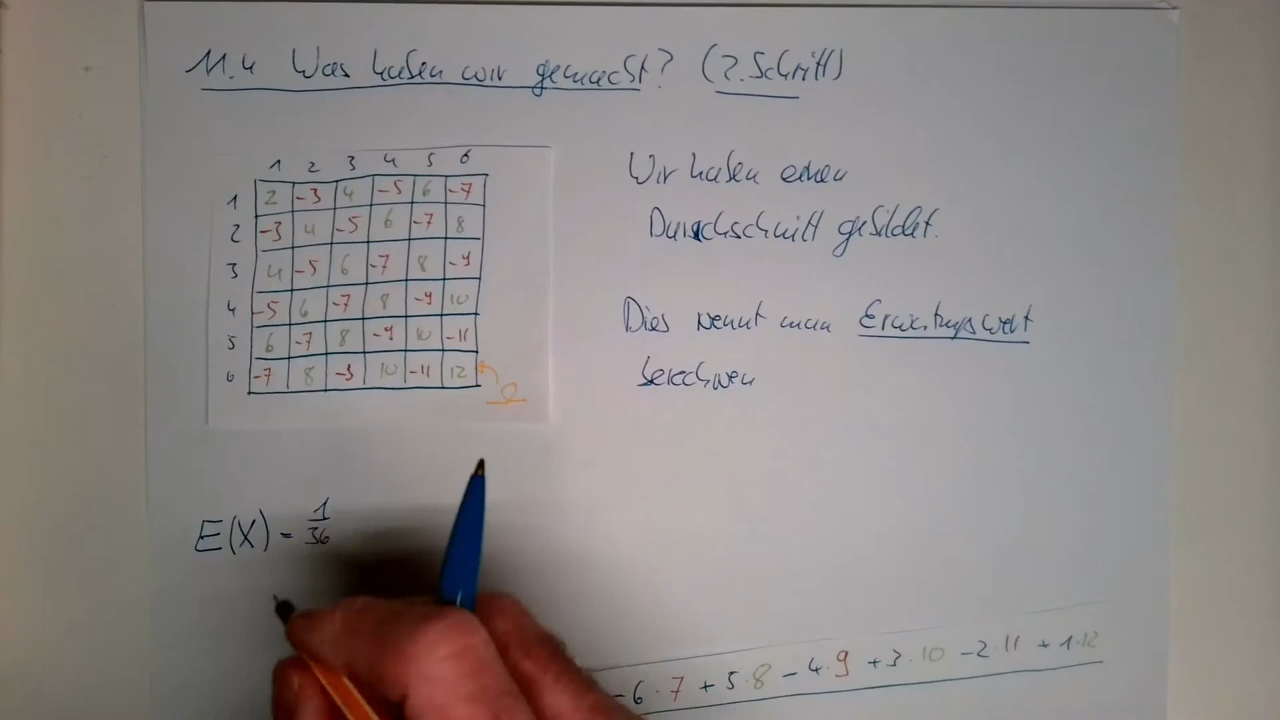 11.4 Was haben wir gemacht? (2. Schritt)
1 2 3 4 5 6
1 2 -3 4 -5 6 -7
2 -3 4 -5 6 -7 8
3 4 -5 6 -7 8 -9
4 -5 6 -7 8 -9 10
5 6 -7 8 -9 10 -11
6 -7 8 -9 10 -11 12
Wir haben einen
Durchschnitt gebildet.
Dies nennt man Erwartungswert
berechnen
E(X) = 1/36
-6·7 + 5·8 - 4·9 + 3·10 - 2·11 + 1·12